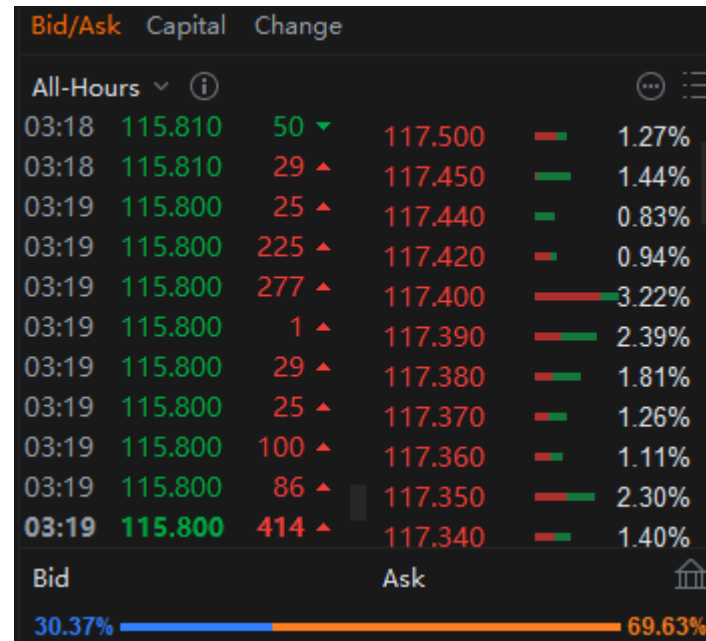 Bid/Ask Capital Change
All-Hours
03:18 115.810 50 117.500 1.27%
03:18 115.810 29 117.450 1.44%
03:19 115.800 25 117.440 0.83%
03:19 115.800 225 117.420 0.94%
03:19 115.800 277 117.400 3.22%
03:19 115.800 1 117.390 2.39%
03:19 115.800 29 117.380 1.81%
03:19 115.800 25 117.370 1.26%
03:19 115.800 100 117.360 1.11%
03:19 115.800 86 117.350 2.30%
03:19 115.800 414 117.340 1.40%
Bid Ask
30.37% 69.63%